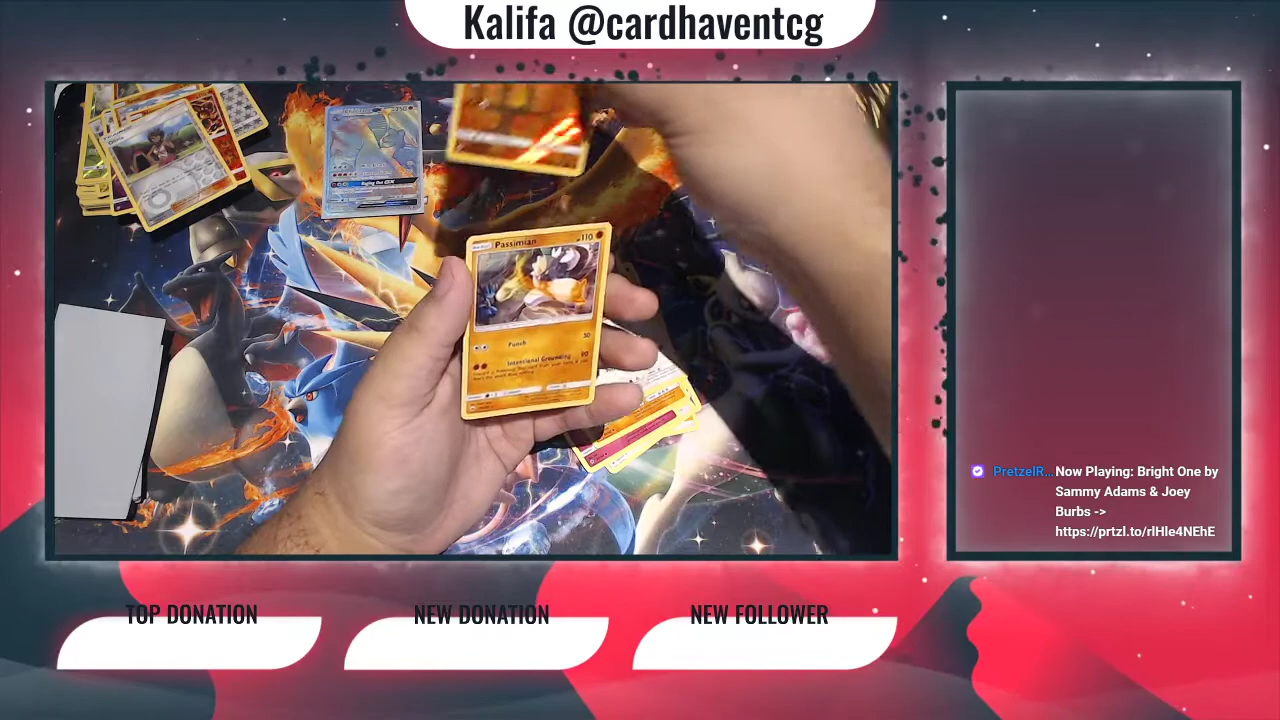 Kalifa @cardhaventcg
Passimian 110
Punch 30
Intensional Grounding 90
PretzelR... Now Playing: Bright One by
Sammy Adams & Joey
Burbs ->
https://prtzl.to/rlHle4NEhE
TOP DONATION
NEW DONATION
NEW FOLLOWER